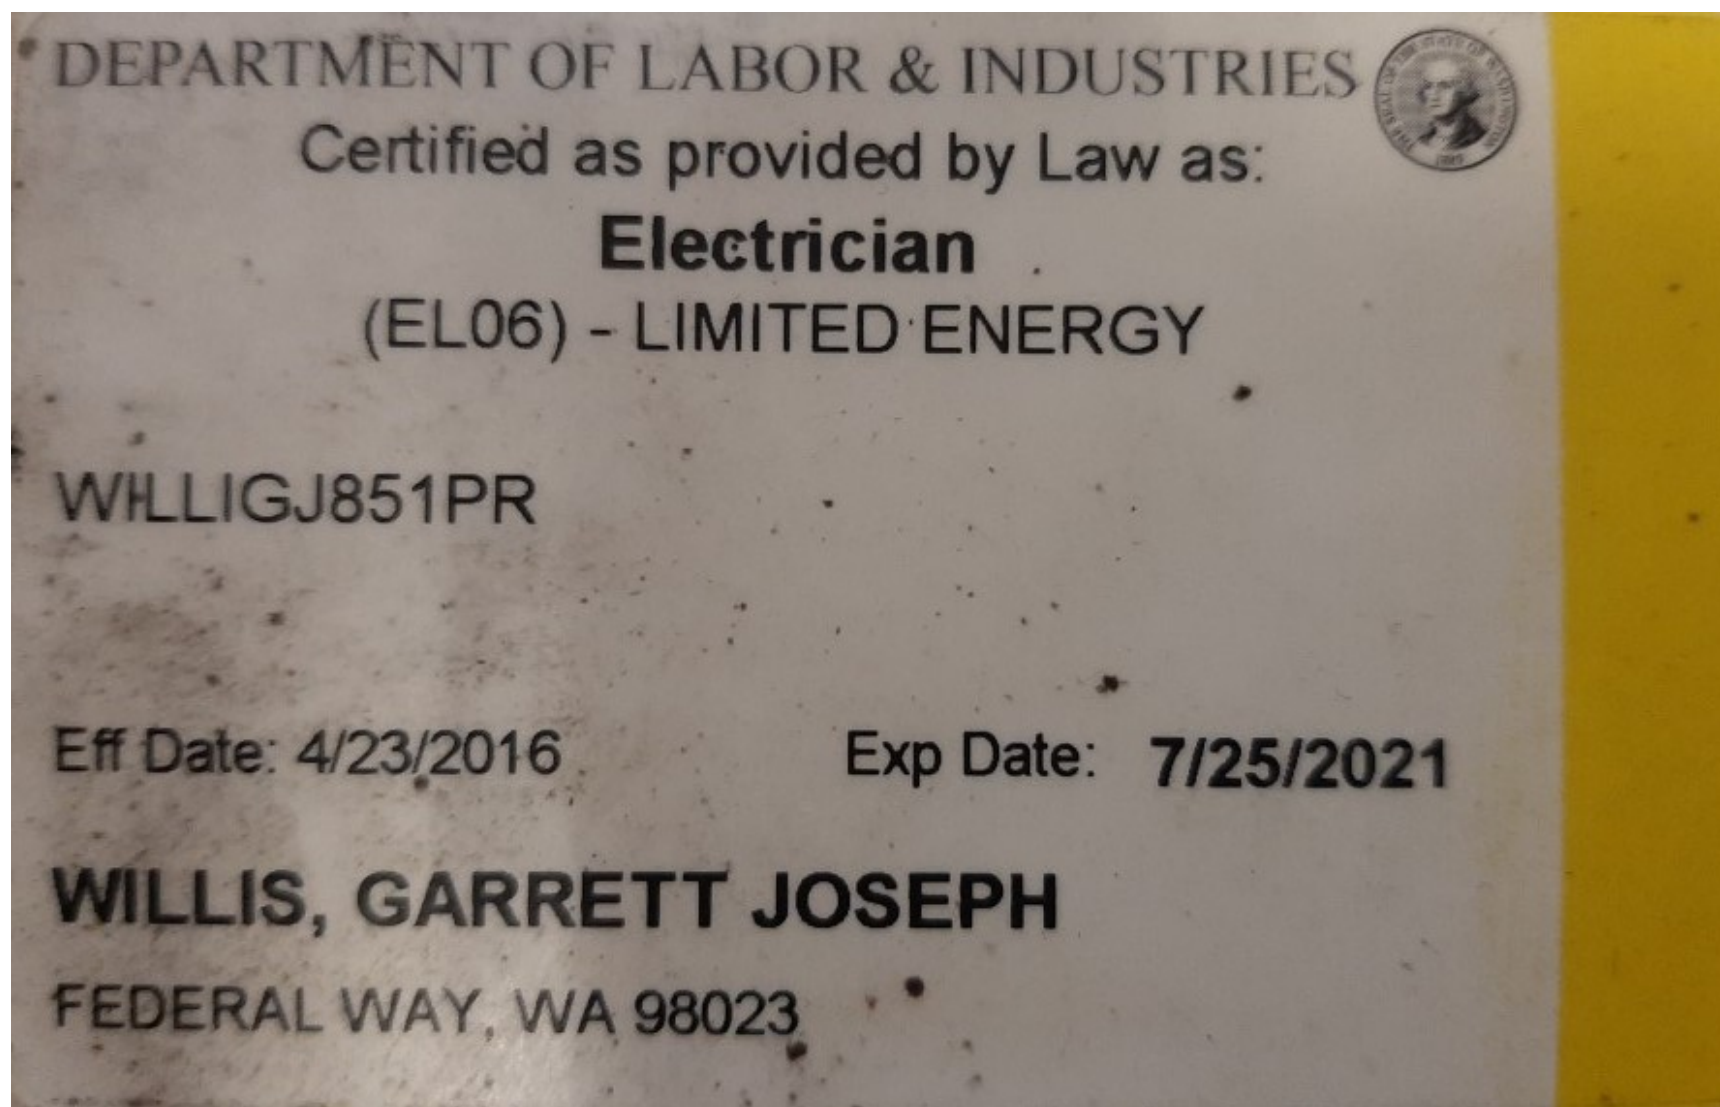 DEPARTMENT OF LABOR & INDUSTRIES
Certified as provided by Law as:
Electrician
(EL06) - LIMITED ENERGY
WILLIGJ851PR
Eff Date: 4/23/2016 Exp Date: 7/25/2021
WILLIS, GARRETT JOSEPH
FEDERAL WAY, WA 98023